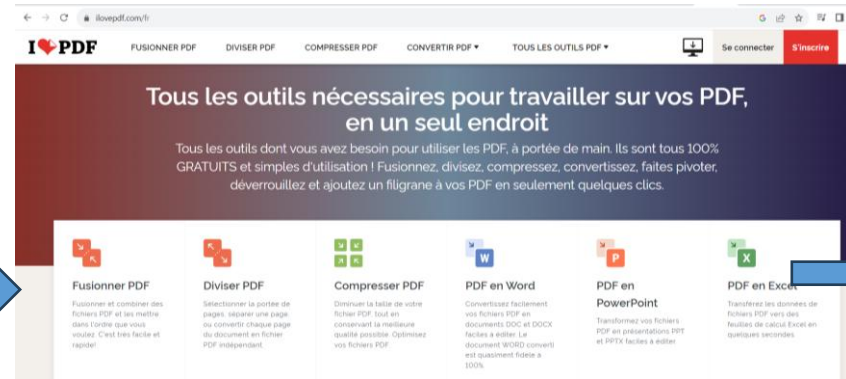 ilovepdf.com/fr
I PDF
FUSIONNER PDF
DIVISER PDF
COMPRESSER PDF
CONVERTIR PDF
TOUS LES OUTILS PDF
Se connecter
S'inscrire
Tous les outils nécessaires pour travailler sur vos PDF,
en un seul endroit
Tous les outils dont vous avez besoin pour utiliser les PDF, à portée de main. Ils sont tous 100%
GRATUITS et simples d'utilisation ! Fusionnez, divisez, compressez, convertissez, faites pivoter,
déverrouillez et ajoutez un filigrane à vos PDF en seulement quelques clics.
Fusionner PDF
Fusionner et combiner des
fichiers PDF et les mettre
dans l'ordre que vous
voulez. C'est très facile et
rapide!
Diviser PDF
Sélectionner la portée de
pages, séparer une page,
ou convertir chaque page
du document en fichier
PDF indépendant.
Compresser PDF
Diminuer la taille de votre
fichier PDF, tout en
conservant la meilleure
qualité possible. Optimisez
vos fichiers PDF.
W
PDF en Word
Convertissez facilement
vos fichiers PDF en
documents DOC et DOCX
faciles à éditer. Le
document WORD converti
est quasiment fidèle à
100%.
P
PDF en
PowerPoint
Transformez vos fichiers
PDF en présentations PPT
et PPTX faciles à éditer.
X
PDF en Excel
Transférez les données de
fichiers PDF vers des
feuilles de calcul Excel en
quelques secondes.